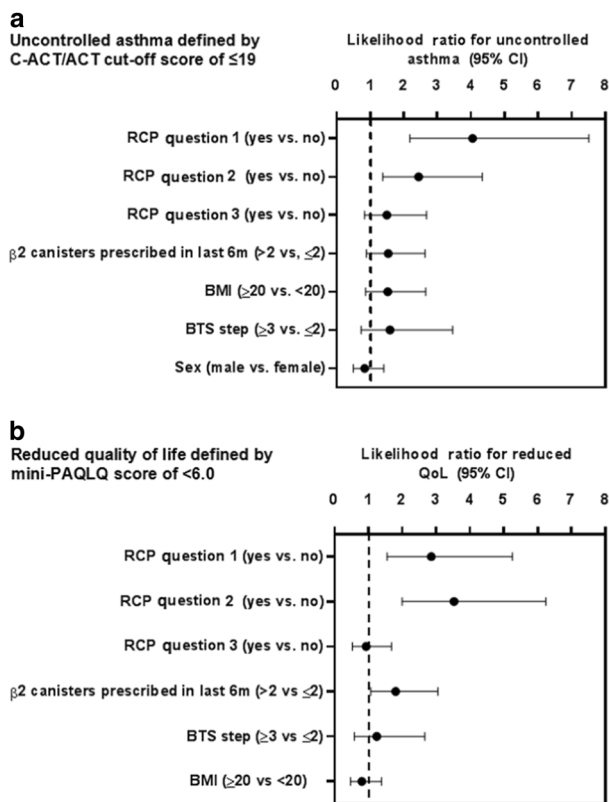 a
Uncontrolled asthma defined by
C-ACT/ACT cut-off score of ≤19
Likelihood ratio for uncontrolled
asthma (95% CI)
0 1 2 3 4 5 6 7 8
RCP question 1 (yes vs. no)
RCP question 2 (yes vs. no)
RCP question 3 (yes vs. no)
β2 canisters prescribed in last 6m (>2 vs, ≤2)
BMI (≥20 vs. <20)
BTS step (≥3 vs. ≤2)
Sex (male vs. female)
b
Reduced quality of life defined by
mini-PAQLQ score of <6.0
Likelihood ratio for reduced
QoL (95% CI)
0 1 2 3 4 5 6 7 8
RCP question 1 (yes vs. no)
RCP question 2 (yes vs. no)
RCP question 3 (yes vs. no)
β2 canisters prescribed in last 6m (>2 vs ≤2)
BTS step (≥3 vs ≤2)
BMI (≥20 vs <20)